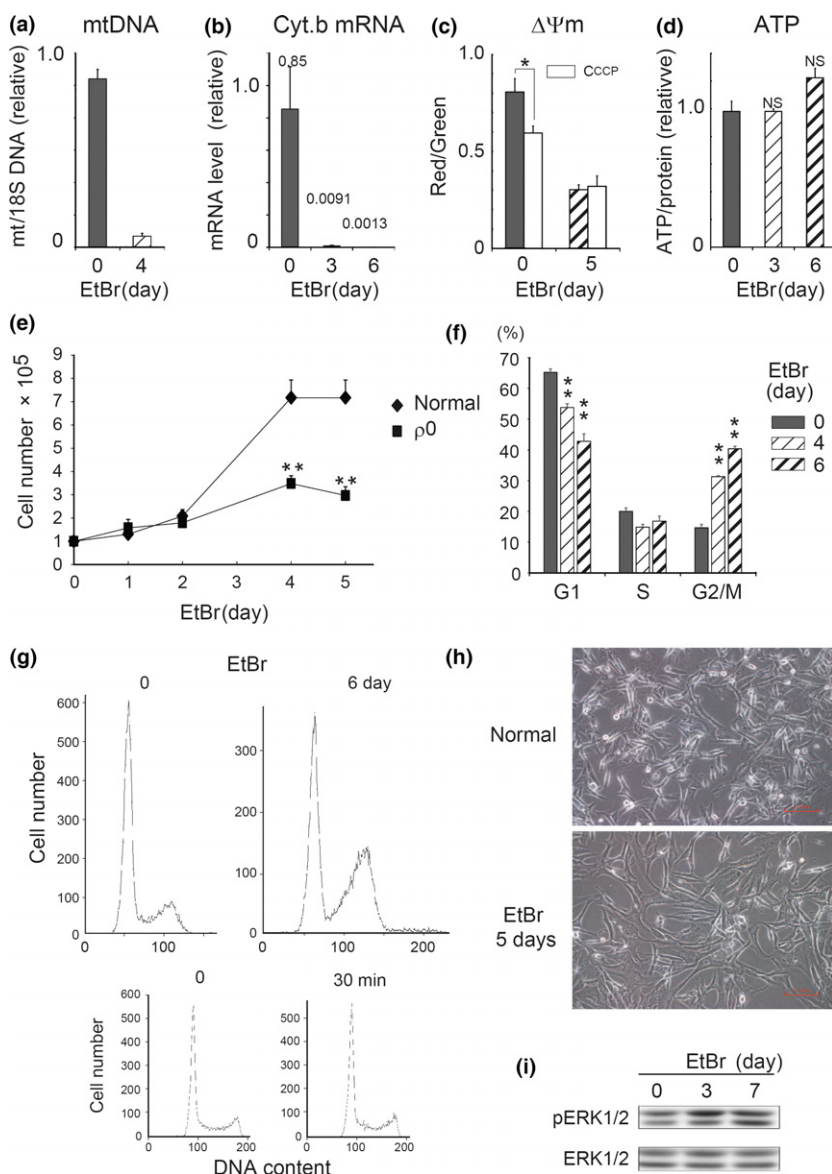 (a) mtDNA
mt/18S DNA (relative)
1.0
0
0 4
EtBr(day)
(b) Cyt.b mRNA
mRNA level (relative)
1.0
0
0.85
0.0091
0.0013
0 3 6
EtBr(day)
(c) ΔΨm
Red/Green
1.0
0.5
0
*
CCCP
0 5
EtBr(day)
(d) ATP
ATP/protein (relativve)
1.0
0
NS
NS
0 3 6
EtBr(day)
(e)
Cell number × 10⁵
8
9
7
6
5
4
3
2
1
0
Normal
ρ0
**
**
0 1 2 3 4 5
EtBr(day)
(f)
(%)
70
60
50
40
30
20
10
0
**
**
**
**
G1 S G2/M
EtBr
(day)
0
4
6
(g)
EtBr
0
6 day
Cell number
600
500
400
300
200
100
0 50 100 150
300
200
100
0 100 200
0
30 min
Cell number
600
500
400
300
200
100
0 100 200
600
500
400
300
200
100
0 100 200
DNA content
(h)
Normal
EtBr
5 days
(i)
EtBr (day)
0 3 7
pERK1/2
ERK1/2